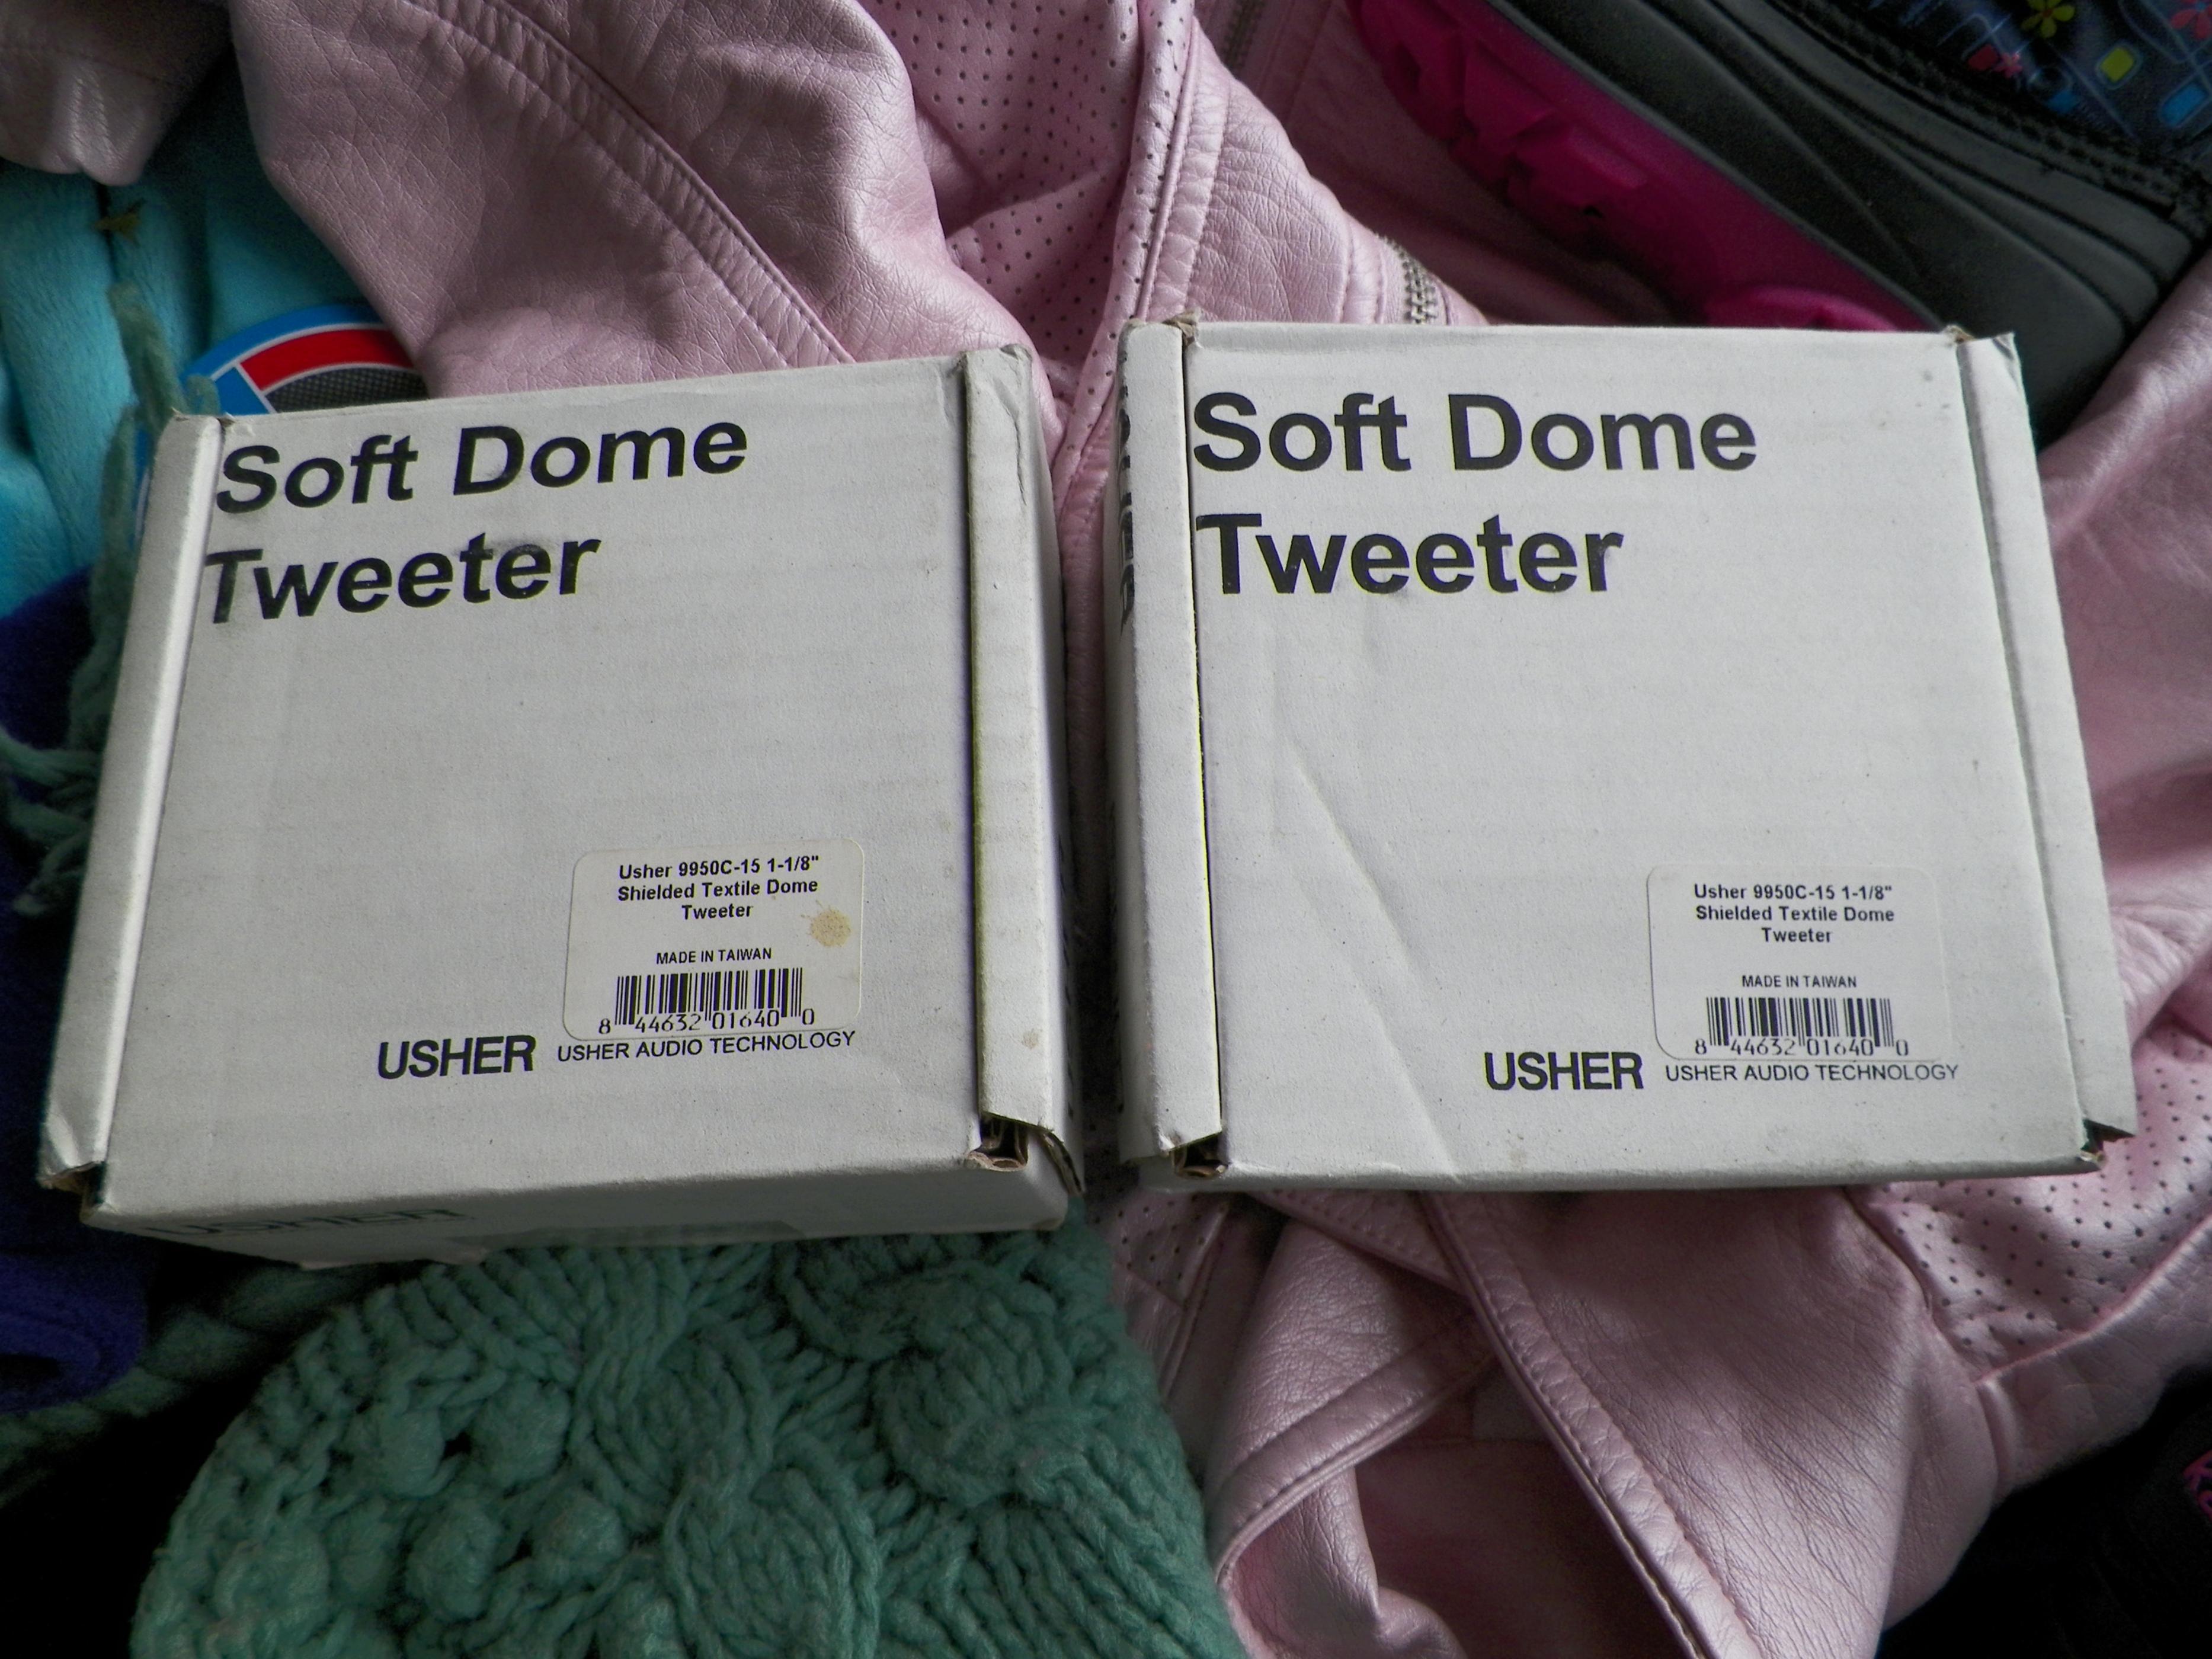 Soft Dome
Tweeter
Usher 9950C-15 1-1/8"
Shielded Textile Dome
Tweeter
MADE IN TAIWAN
8 44632 01640 0
USHER USHER AUDIO TECHNOLOGY
USHER
Soft Dome
Tweeter
Usher 9950C-15 1-1/8"
Shielded Textile Dome
Tweeter
MADE IN TAIWAN
8 44632 01640 0
USHER USHER AUDIO TECHNOLOGY